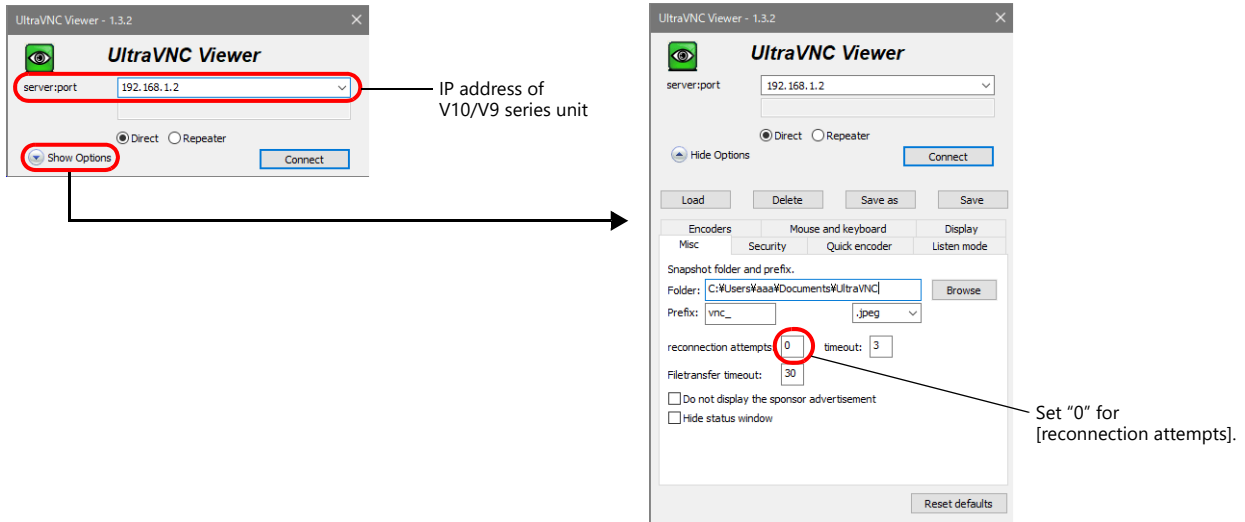 UltraVNC Viewer - 1.3.2
UltraVNC Viewer
server:port 192.168.1.2
Direct Repeater
Show Options Connect
IP address of
V10/V9 series unit
UltraVNC Viewer - 1.3.2
UltraVNC Viewer
server:port 192.168.1.2
Direct Repeater
Hide Options Connect
Load Delete Save as Save
Encoders Mouse and keyboard Display
Misc Security Quick encoder Listen mode
Snapshot folder and prefix.
Folder: C:¥Users¥aaa¥Documents¥UltraVNC Browse
Prefix: vnc_ .jpeg
reconnection attempts 0 timeout: 3
Filetransfer timeout: 30
Do not display the sponsor advertisement
Hide status window
Reset defaults
Set “0” for
[reconnection attempts].